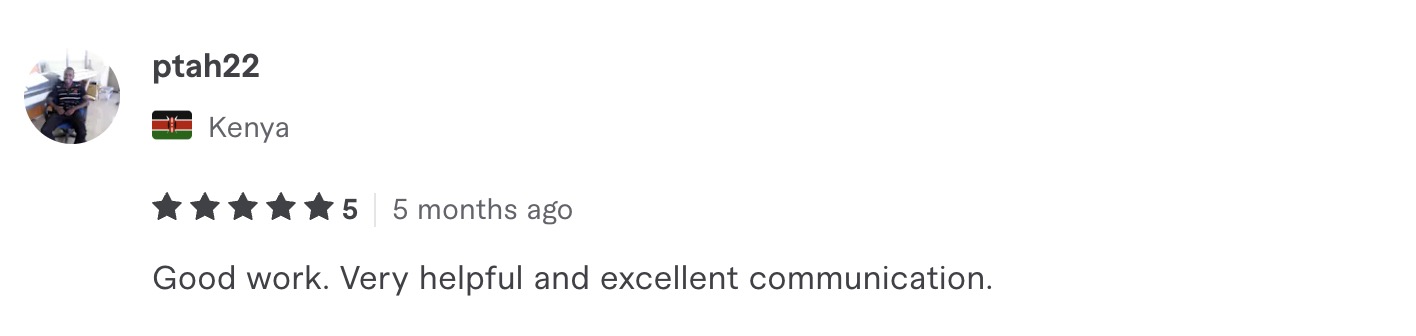 ptah22
Kenya
5 | 5 months ago
Good work. Very helpful and excellent communication.